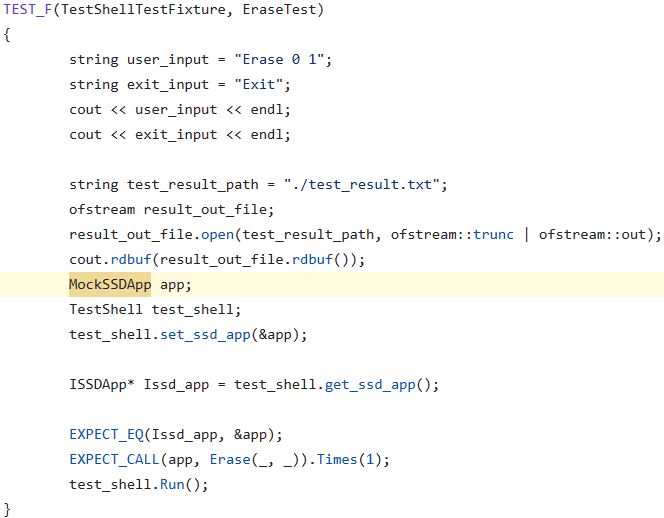 TEST_F(TestShellTestFixture, EraseTest)
{
string user_input = "Erase 0 1";
string exit_input = "Exit";
cout << user_input << endl;
cout << exit_input << endl;
string test_result_path = "./test_result.txt";
ofstream result_out_file;
result_out_file.open(test_result_path, ofstream::trunc | ofstream::out);
cout.rdbuf(result_out_file.rdbuf());
MockSSDApp app;
TestShell test_shell;
test_shell.set_ssd_app(&app);
ISSDApp* Issd_app = test_shell.get_ssd_app();
EXPECT_EQ(Issd_app, &app);
EXPECT_CALL(app, Erase(_, _)).Times(1);
test_shell.Run();
}